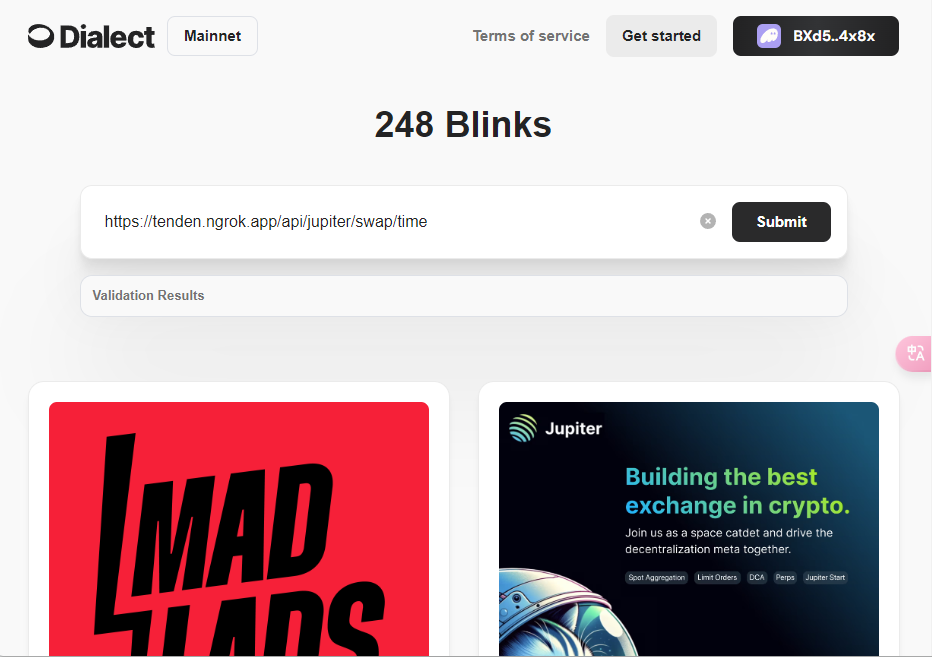 Dialect
Mainnet
Terms of service
Get started
BXd5..4x8x
248 Blinks
https://tenden.ngrok.app/api/jupiter/swap/time
Submit
Validation Results
MAD
LADS
Jupiter
Building the best
exchange in crypto.
Join us as a space catdet and drive the
decentralization meta together.
Spot Aggregation
Limit Orders
DCA
Perps
Jupiter Start
中
A